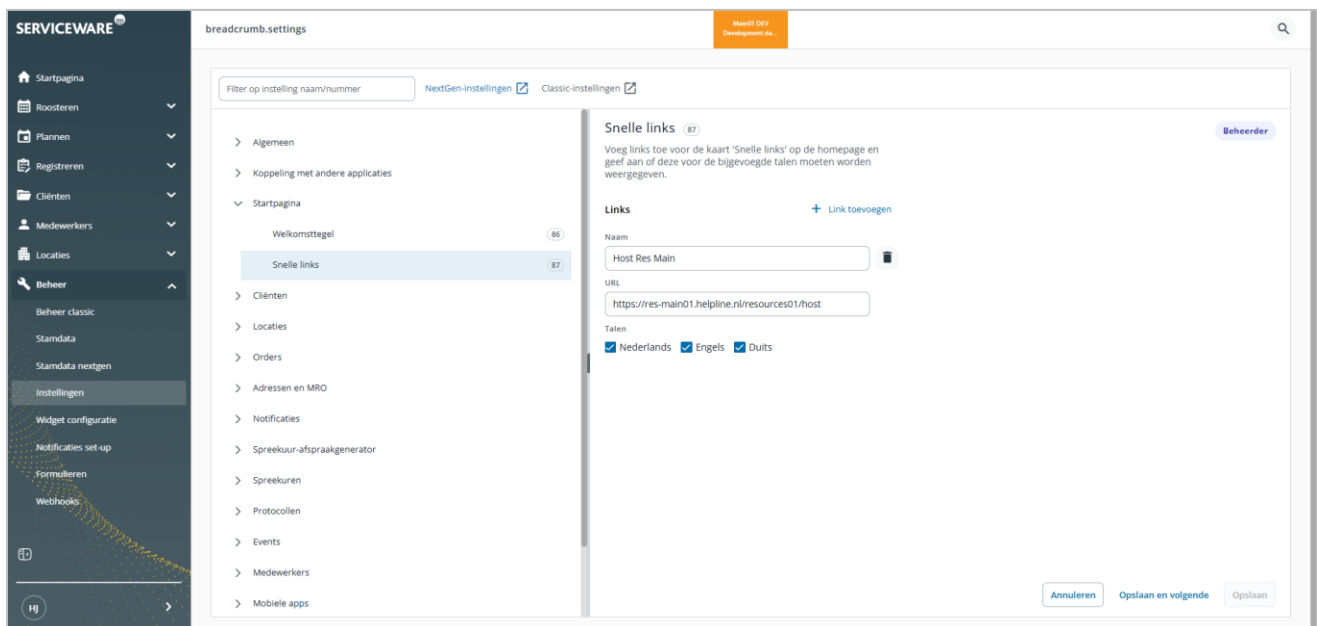 SERVICEWARE
Startpagina
Roosteren
Plannen
Registreren
Cliënten
Medewerkers
Locaties
Beheer
Beheer classic
Stamdata
Stamdata nextgen
Instellingen
Widget configuratie
Notificaties set-up
Formulieren
Webhooks
HJ
breadcrumb.settings
Main01 DEV
Development da...
Filter op instelling naam/nummer
NextGen-instellingen
Classic-instellingen
Algemeen
Koppeling met andere applicaties
Startpagina
Welkomsttegel 86
Snelle links 87
Cliënten
Locaties
Orders
Adressen en MRO
Notificaties
Spreekuur-afspraakgenerator
Spreekuren
Protocollen
Events
Medewerkers
Mobiele apps
Snelle links 87
Beheerder
Voeg links toe voor de kaart 'Snelle links' op de homepage en
geef aan of deze voor de bijgevoegde talen moeten worden
weergegeven.
Links
+ Link toevoegen
Naam
Host Res Main
URL
https://res-main01.helpline.nl/resources01/host
Talen
Nederlands Engels Duits
Annuleren Opslaan en volgende Opslaan